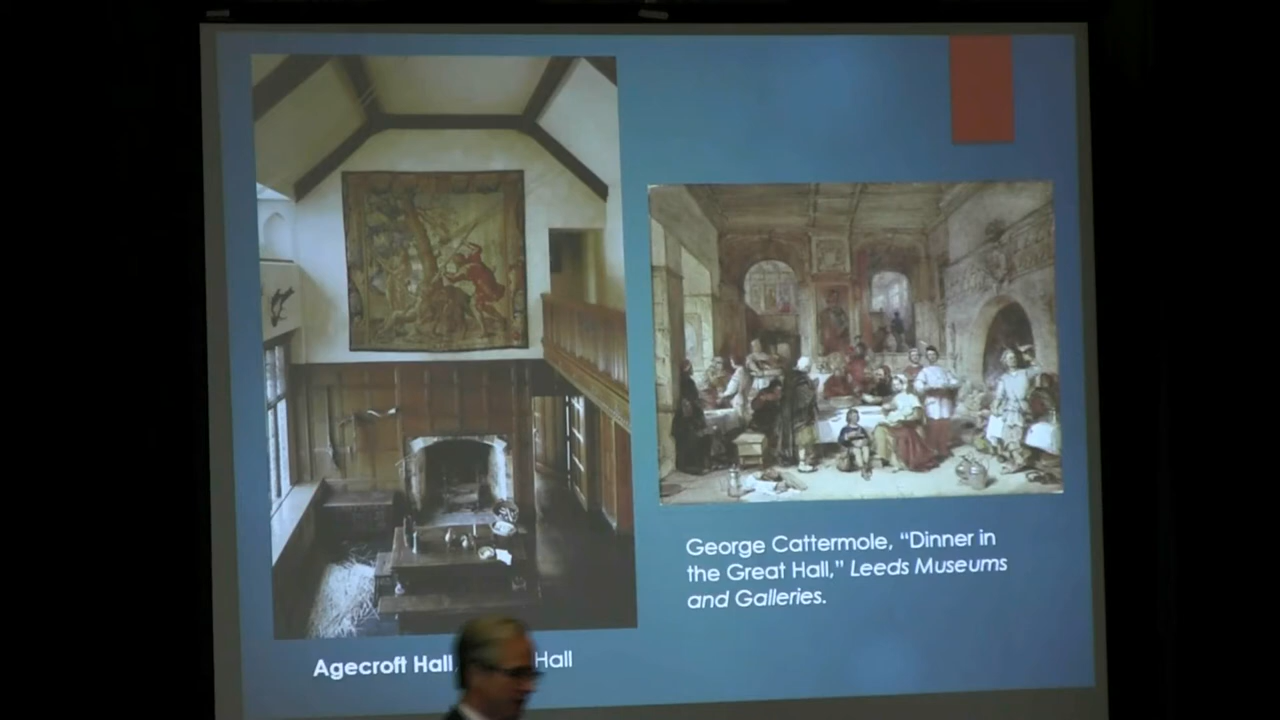 George Cattermole, “Dinner in
the Great Hall,” Leeds Museums
and Galleries.
Agecroft Hall, Hall